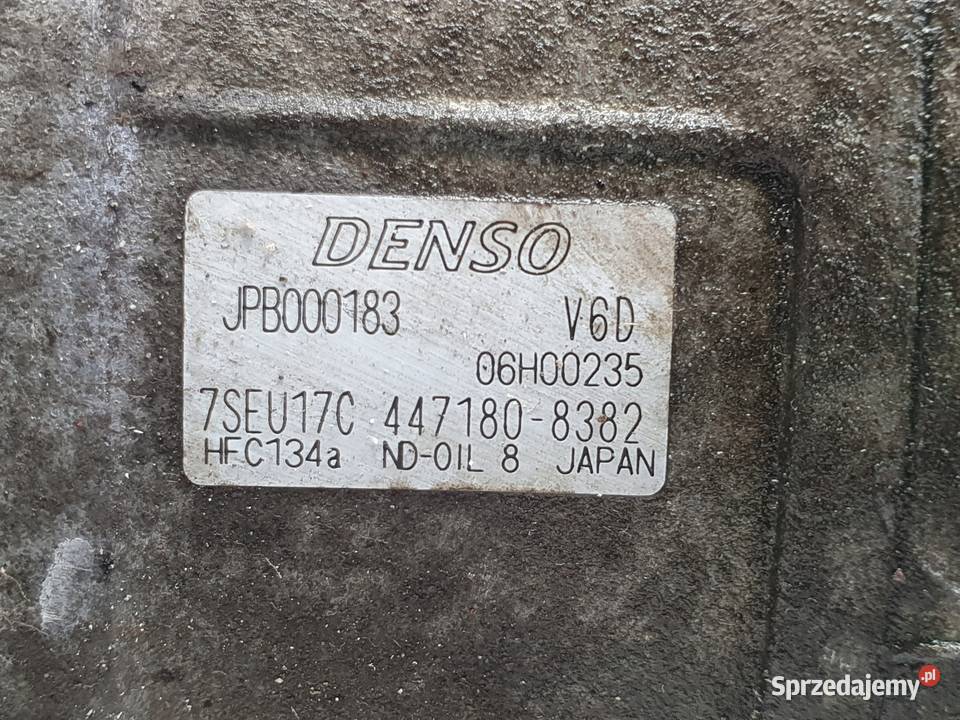 DENSO
JPB000183 V6D
06H00235
7SEU17C 447180-8382
HFC134a ND-OIL 8 JAPAN
Sprzedajemy.pl